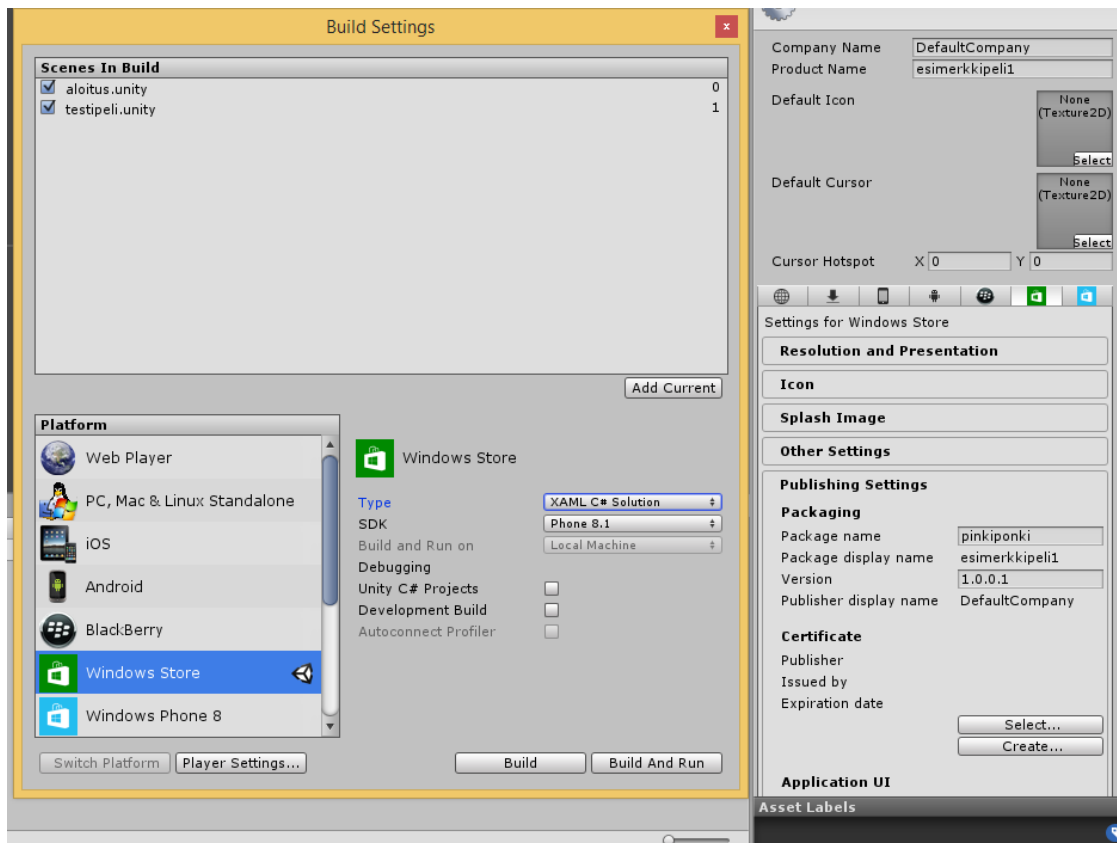 Build Settings
x
Scenes In Build
aloitus.unity 0
testipeli.unity 1
Add Current
Platform
Web Player
PC, Mac & Linux Standalone
iOS
Android
BlackBerry
Windows Store
Windows Phone 8
Windows Store
Type XAML C# Solution
SDK Phone 8.1
Build and Run on Local Machine
Debugging
Unity C# Projects
Development Build
Autoconnect Profiler
Switch Platform Player Settings... Build Build And Run
Company Name DefaultCompany
Product Name esimerkkipeli1
Default Icon None
(Texture2D)
Select
Default Cursor None
(Texture2D)
Select
Cursor Hotspot X 0 Y 0
Settings for Windows Store
Resolution and Presentation
Icon
Splash Image
Other Settings
Publishing Settings
Packaging
Package name pinkiponki
Package display name esimerkkipeli1
Version 1.0.0.1
Publisher display name DefaultCompany
Certificate
Publisher
Issued by
Expiration date
Select...
Create...
Application UI
Asset Labels